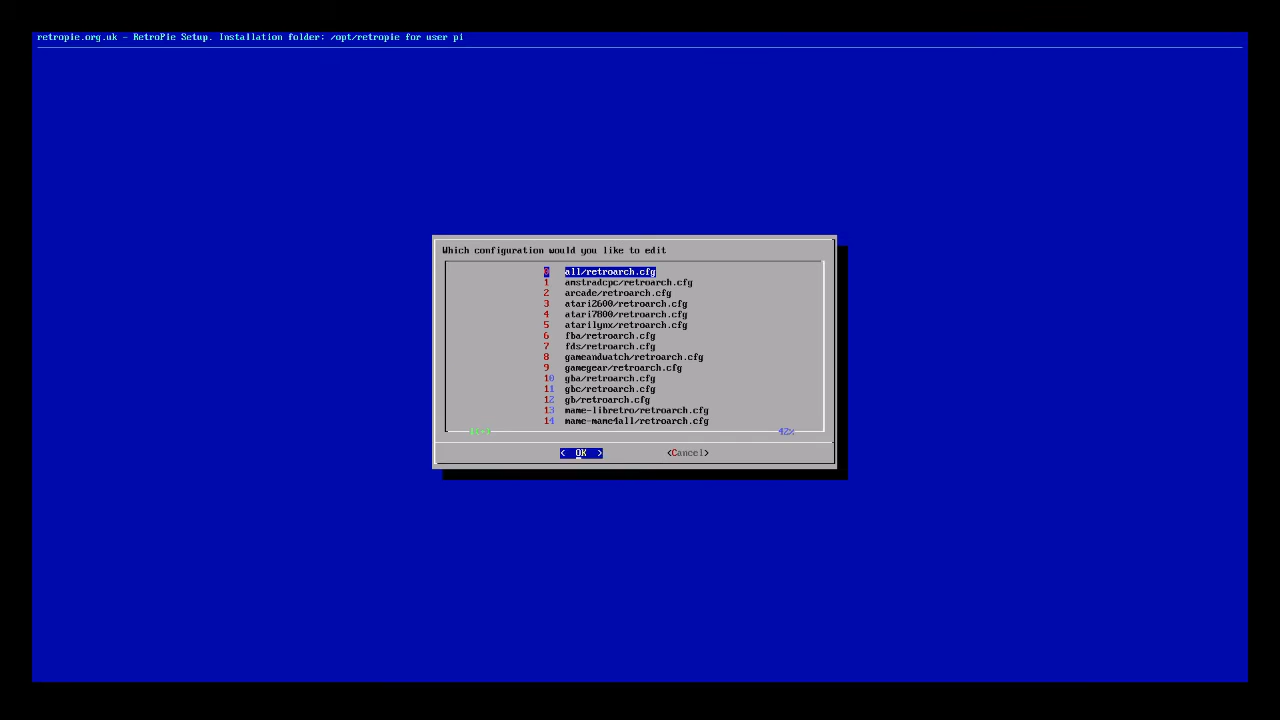 retropie.org.uk - RetroPie Setup. Installation folder: /opt/retropie for user pi
Which configuration would you like to edit
0 all/retroarch.cfg
1 amstradcpc/retroarch.cfg
2 arcade/retroarch.cfg
3 atari2600/retroarch.cfg
4 atari7800/retroarch.cfg
5 atarilynx/retroarch.cfg
6 fba/retroarch.cfg
7 fds/retroarch.cfg
8 gameandwatch/retroarch.cfg
9 gamegear/retroarch.cfg
10 gba/retroarch.cfg
11 gbc/retroarch.cfg
12 gb/retroarch.cfg
13 mame-libretro/retroarch.cfg
14 mame-mame4all/retroarch.cfg
42%
< OK > <Cancel>